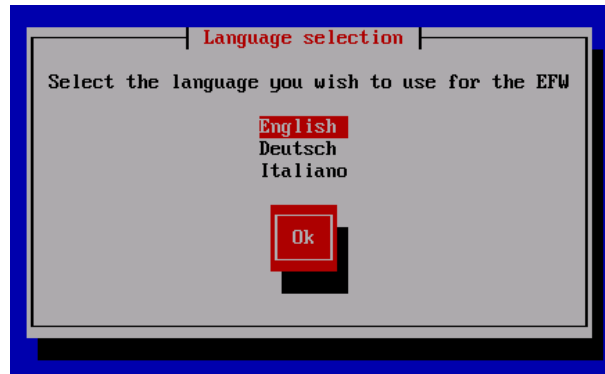 Language selection
Select the language you wish to use for the EFW
English
Deutsch
Italiano
Ok